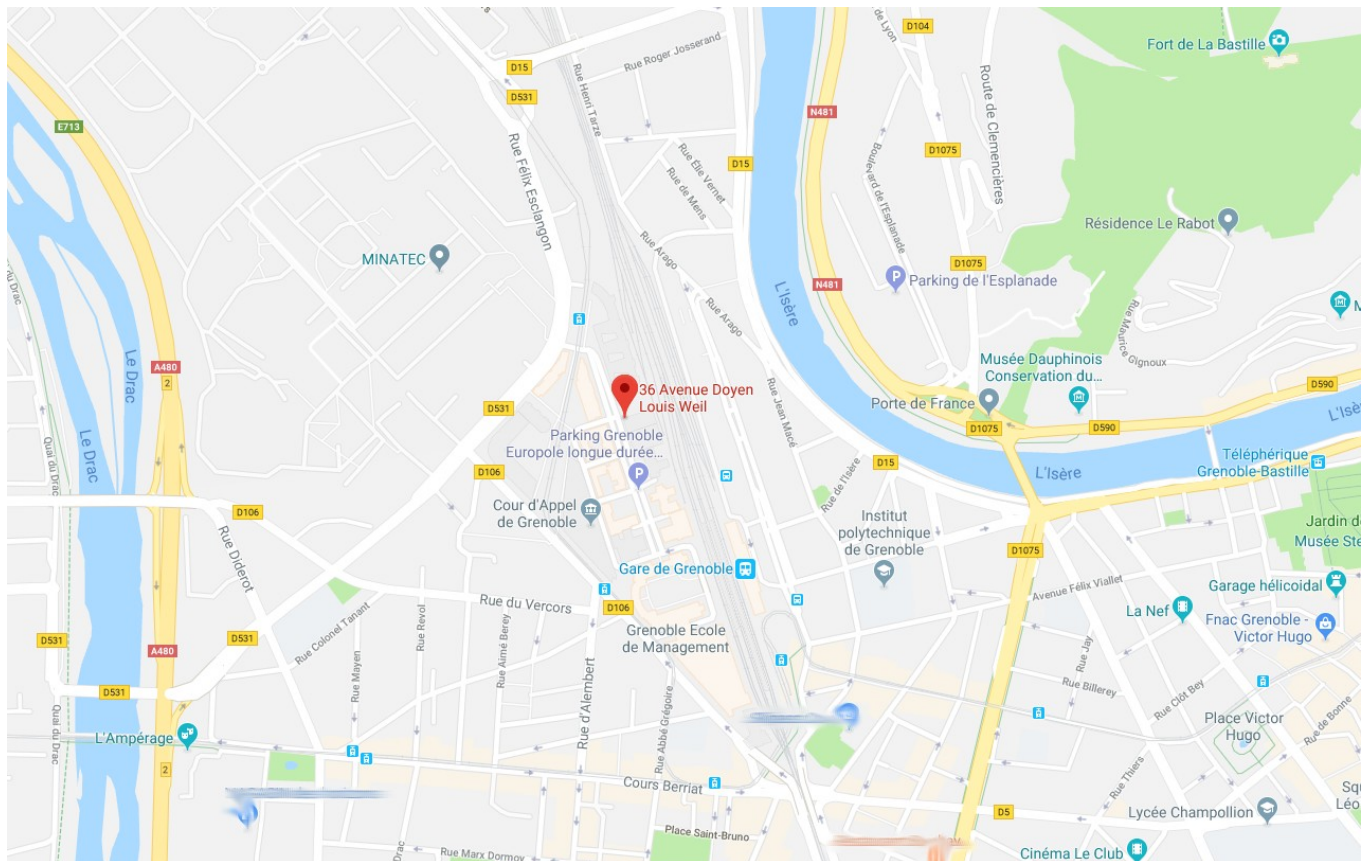 Fort de La Bastille
D104
de Lyon
D15
D531
Rue Roger Josserand
Rue Henri Tarze
N481
E713
Route de Clemencières
D1075
D15
Rue Félix Esclangon
Rue Élie Vernet
Rue de Mens
Boulevard de l'Esplanade
Résidence Le Rabot
MINATEC
Rue Arago
D1075
Parking de l'Esplanade
N481
L'Isère
Quai du Drac
Le Drac
Rue Arago
Rue Maurice Gignoux
A480
2
Musée Dauphinois
Conservation du...
36 Avenue Doyen
Louis Weil
D590
D531
Porte de France
Rue Jean Macé
D1075
D590
Parking Grenoble
Europole longue durée...
Le Drac
Quai du Drac
D106
D15
Rue de l'Isère
L'Isère
Téléphérique
Grenoble-Bastille
D106
Cour d'Appel
de Grenoble
Institut
polytechnique
de Grenoble
Rue Diderot
D1075
Gare de Grenoble
Avenue Félix Viallet
Garage hélicoidal
Rue du Vercors
D106
La Nef
Fnac Grenoble -
Victor Hugo
D531
D531
Rue Colonel Tanant
Rue Revol
Rue Aimé Berey
Grenoble Ecole
de Management
A480
Rue Mayen
Rue d'Alembert
Rue Jay
Rue Billerey
Rue Clôt Bey
D531
Quai du Drac
L'Ampérage
Rue Abbé Grégoire
Place Victor
Hugo
Rue de Bonne
2
Cours Berriat
Rue Thiers
D5
Lycée Champollion
Place Saint-Bruno
Rue Marx Dormoy
Cinéma Le Club